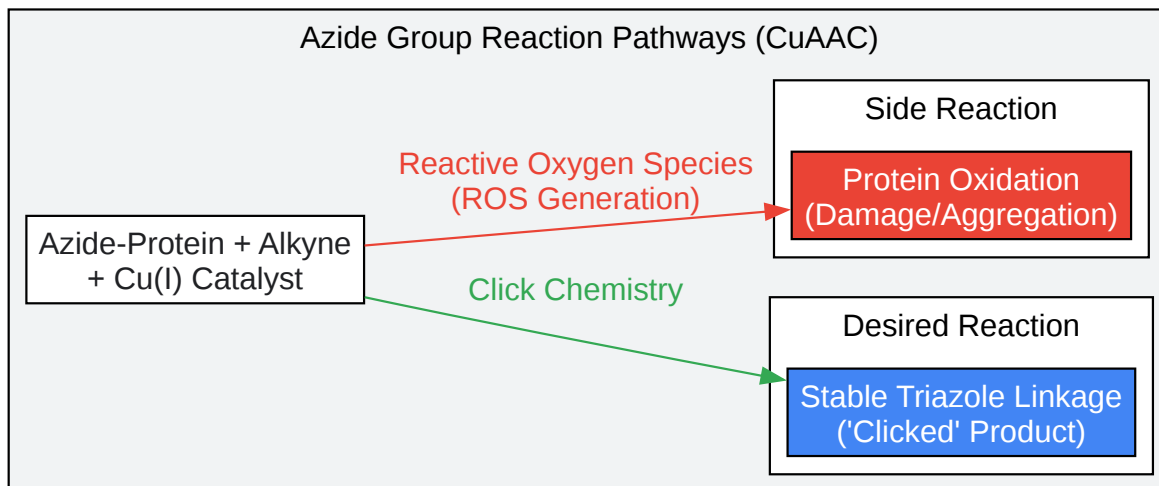 Azide Group Reaction Pathways (CuAAC)
Side Reaction
Reactive Oxygen Species
(ROS Generation)
Protein Oxidation
(Damage/Aggregation)
Azide-Protein + Alkyne
+ Cu(I) Catalyst
Click Chemistry
Desired Reaction
Stable Triazole Linkage
('Clicked' Product)